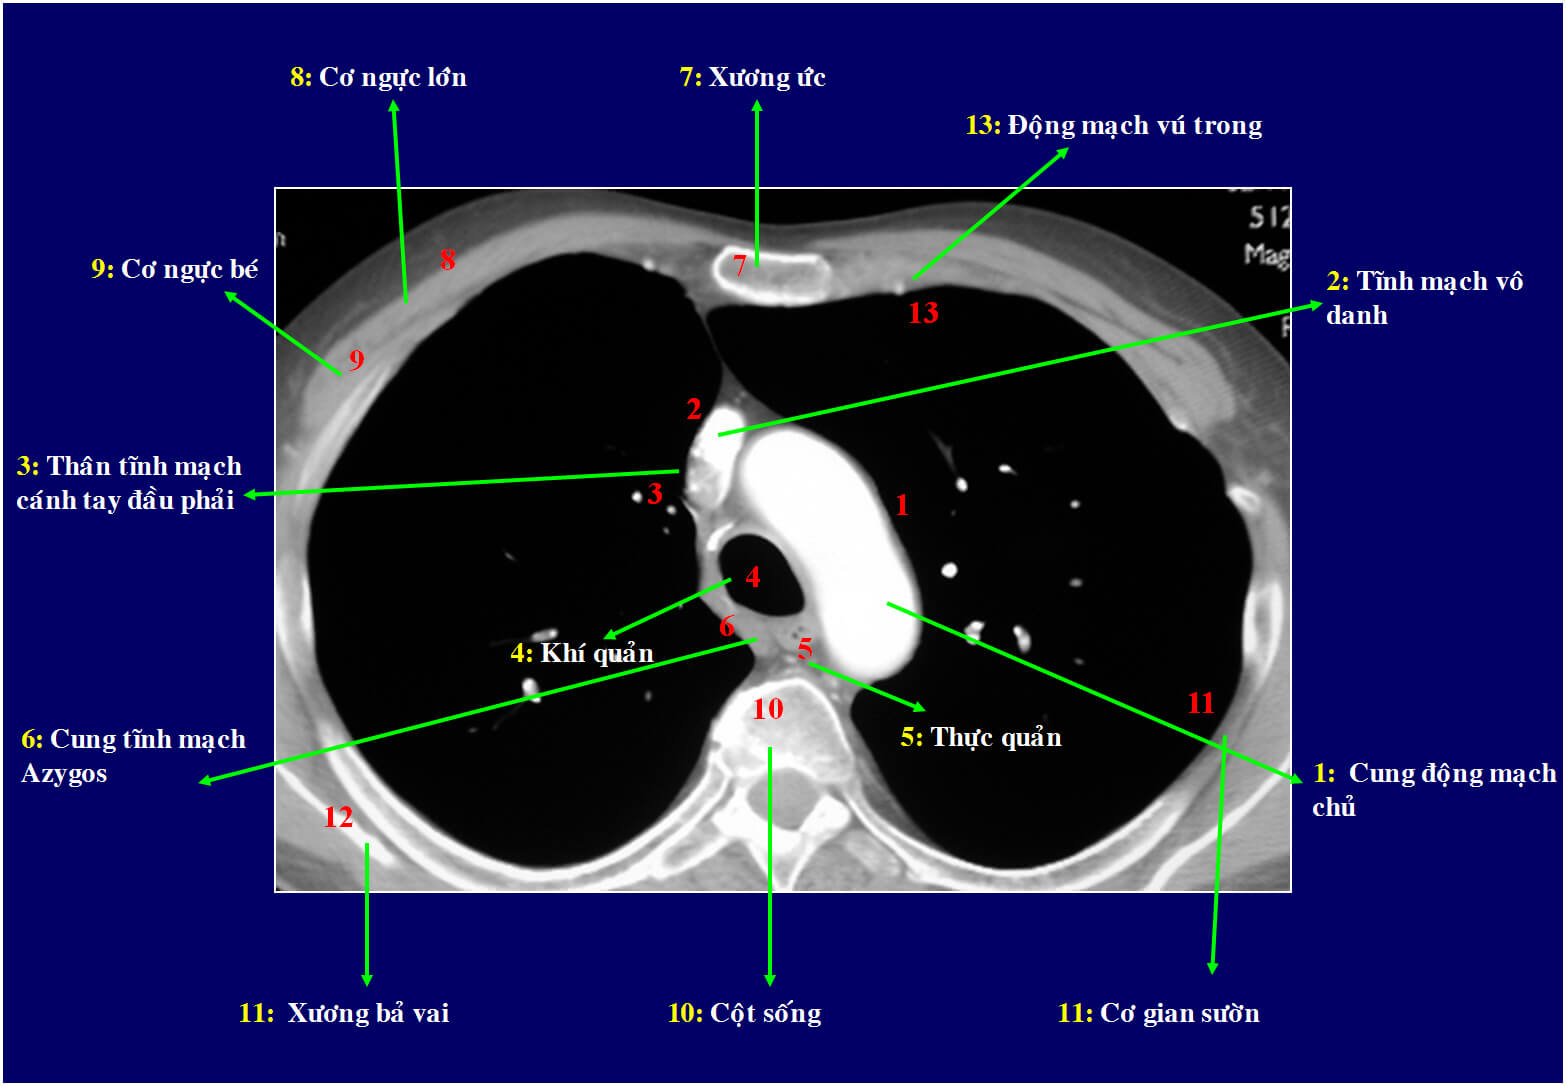 8: Cơ ngực lớn
7: Xương ức
13: Động mạch vú trong
512
Mag
9: Cơ ngực bé
8
7
2: Tĩnh mạch vô
danh
13
9
2
3: Thân tĩnh mạch
cánh tay đầu phải
3
1
4
6
5
4: Khí quản
11
10
6: Cung tĩnh mạch
Azygos
5: Thực quản
1: Cung động mạch
chủ
12
11: Xương bả vai
10: Cột sống
11: Cơ gian sườn